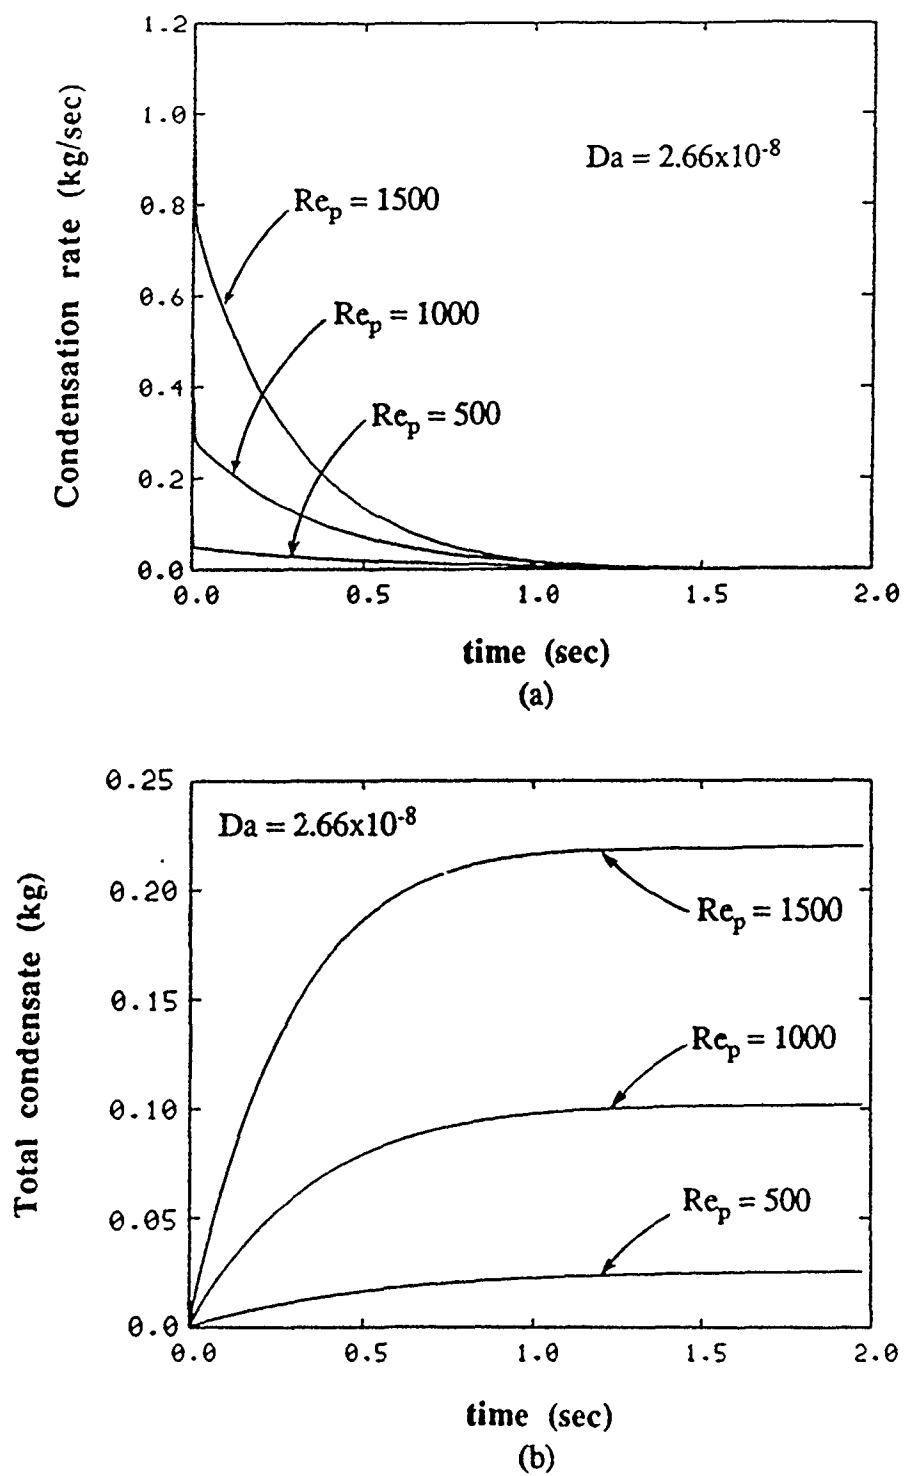 1.2
1.0
0.8
0.6
0.4
0.2
0.0
Condensation rate (kg/sec)
Da = 2.66x10⁻⁸
Reₚ = 1500
Reₚ = 1000
Reₚ = 500
0.0 0.5 1.0 1.5 2.0
time (sec)
(a)
0.25
0.20
0.15
0.10
0.05
0.0
Total condensate (kg)
Da = 2.66x10⁻⁸
Reₚ = 1500
Reₚ = 1000
Reₚ = 500
0.0 0.5 1.0 1.5 2.0
time (sec)
(b)